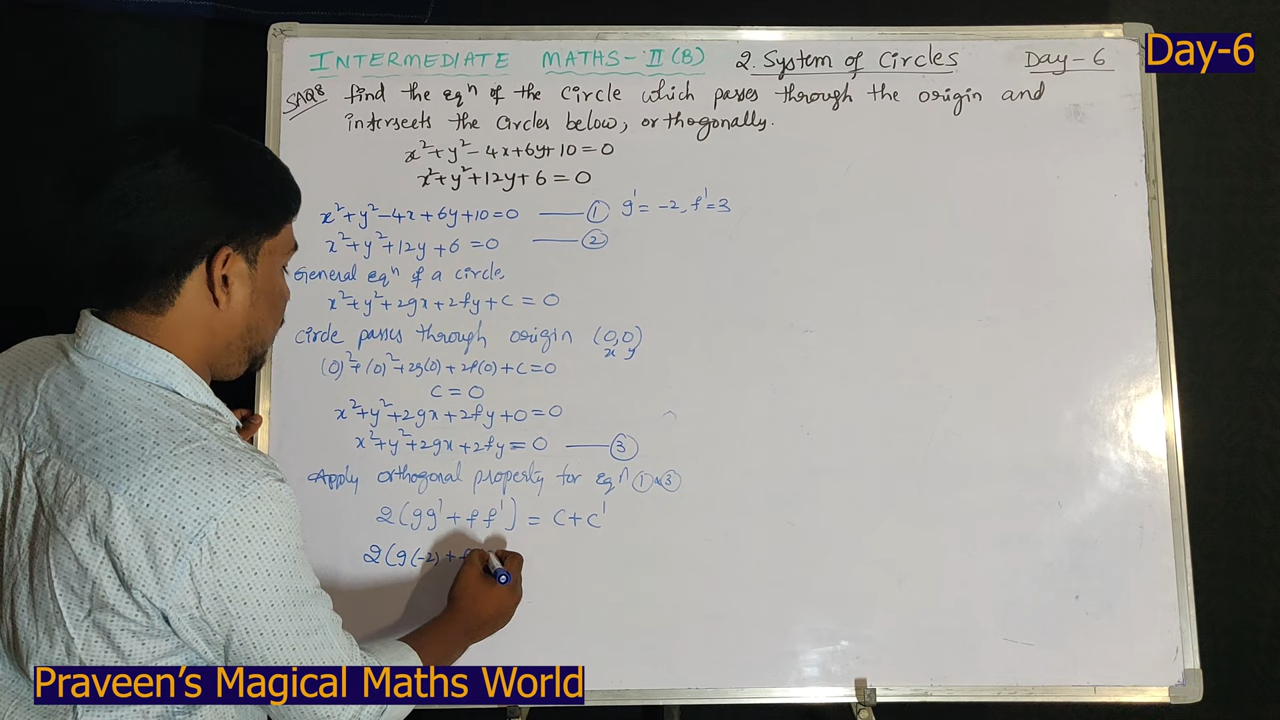 INTERMEDIATE MATHS-II(B) 2. System of Circles Day-6
Day-6
SAQ8 find the eqⁿ of the circle which passes through the origin and
intersects the circles below, orthogonally.
x²+y²-4x+6y+10=0
x²+y²+12y+6=0
x²+y²-4x+6y+10=0 —— ① g'=-2, f'=3
x²+y²+12y+6=0 —— ②
General eqⁿ of a circle
x²+y²+2gx+2fy+c=0
Circle passes through origin (0,0)
x y
(0)²+(0)²+2g(0)+2f(0)+c=0
c=0
x²+y²+2gx+2fy+0=0
x²+y²+2gx+2fy=0 —— ③
Apply orthogonal property for eqⁿ ① & ③
2(gg'+ff')=c+c'
2(g(-2)+f
Praveen's Magical Maths World